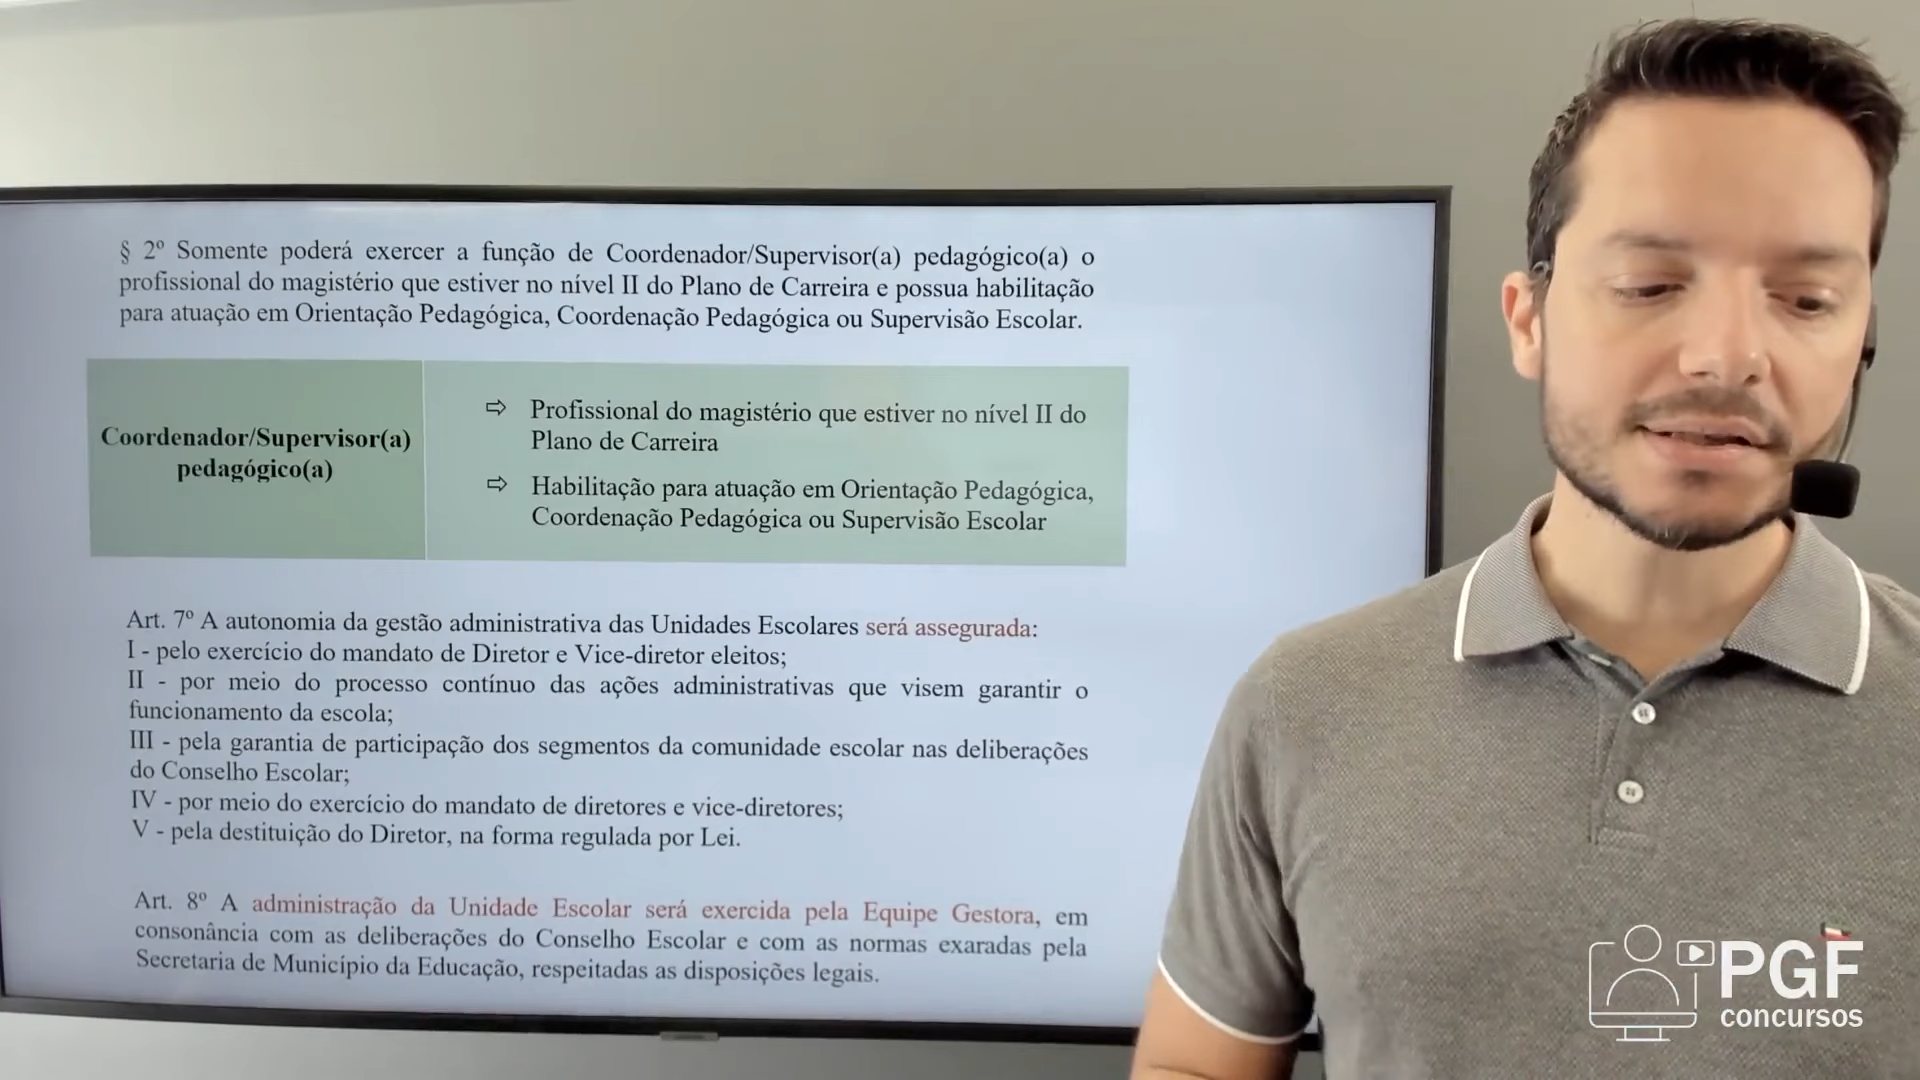 § 2º Somente poderá exercer a função de Coordenador/Supervisor(a) pedagógico(a) o
profissional do magistério que estiver no nível II do Plano de Carreira e possua habilitação
para atuação em Orientação Pedagógica, Coordenação Pedagógica ou Supervisão Escolar.
Coordenador/Supervisor(a)
pedagógico(a)
⇨ Profissional do magistério que estiver no nível II do
Plano de Carreira
⇨ Habilitação para atuação em Orientação Pedagógica,
Coordenação Pedagógica ou Supervisão Escolar
Art. 7º A autonomia da gestão administrativa das Unidades Escolares será assegurada:
I - pelo exercício do mandato de Diretor e Vice-diretor eleitos;
II - por meio do processo contínuo das ações administrativas que visem garantir o
funcionamento da escola;
III - pela garantia de participação dos segmentos da comunidade escolar nas deliberações
do Conselho Escolar;
IV - por meio do exercício do mandato de diretores e vice-diretores;
V - pela destituição do Diretor, na forma regulada por Lei.
Art. 8º A administração da Unidade Escolar será exercida pela Equipe Gestora, em
consonância com as deliberações do Conselho Escolar e com as normas exaradas pela
Secretaria de Município da Educação, respeitadas as disposições legais.
PGF
concursos